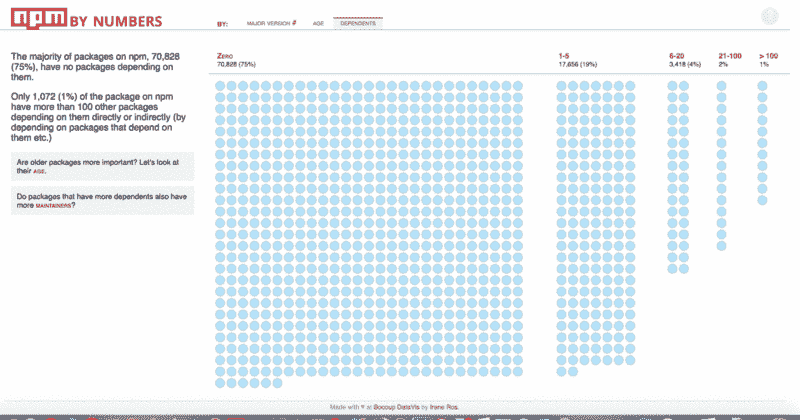 npm BY NUMBERS
BY: MAJOR VERSION # AGE DEPENDENTS
The majority of packages on npm, 70,828
(75%), have no packages depending on
them.
Only 1,072 (1%) of the package on npm
have more than 100 other packages
depending on them directly or indirectly (by
depending on packages that depend on
them etc.)
Are older packages more important? Let's look at
their AGE.
Do packages that have more dependents also have
more MAINTAINERS?
ZERO 1-5 6-20 21-100 > 100
70,828 (75%) 17,656 (19%) 3,418 (4%) 2% 1%
Made with ♥ at Bocoup DataVis by Irene Ros.